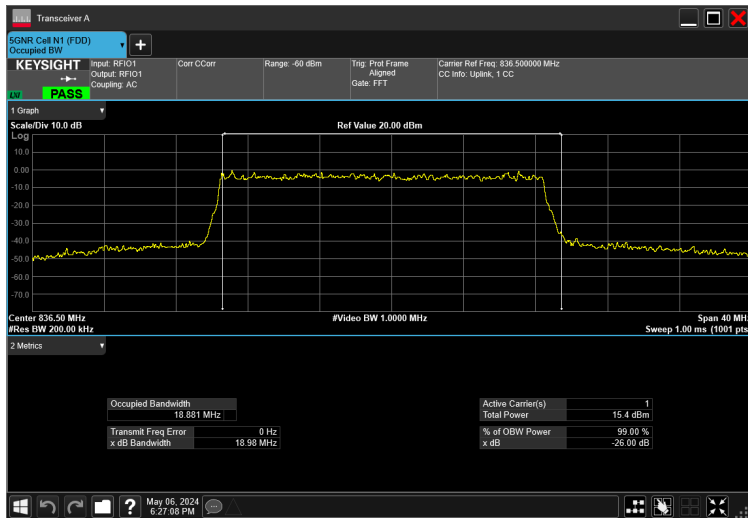 Transceiver A
5GNR Cell N1 (FDD)
Occupied BW
KEYSIGHT
LXI
PASS
Input: RFIO1
Output: RFIO1
Coupling: AC
Corr CCorr
Range: -60 dBm
Trig: Prot Frame
Aligned
Gate: FFT
Carrier Ref Freq: 836.500000 MHz
CC Info: Uplink, 1 CC
1 Graph
Scale/Div 10.0 dB
Ref Value 20.00 dBm
Log
10.0
0.00
-10.0
-20.0
-30.0
-40.0
-50.0
-60.0
-70.0
Center 836.50 MHz
#Video BW 1.0000 MHz
Span 40 MH
#Res BW 200.00 kHz
Sweep 1.00 ms (1001 pts
2 Metrics
Occupied Bandwidth
18.881 MHz
Transmit Freq Error 0 Hz
x dB Bandwidth 18.98 MHz
Active Carrier(s) 1
Total Power 15.4 dBm
% of OBW Power 99.00 %
x dB -26.00 dB
?
May 06, 2024
6:27:08 PM